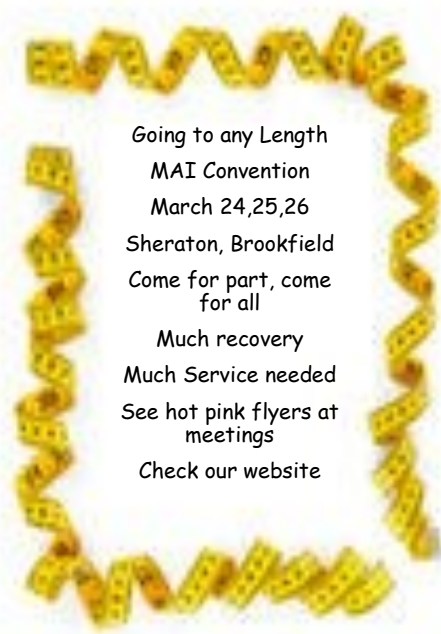 Going to any Length
MAI Convention
March 24,25,26
Sheraton, Brookfield
Come for part, come
for all
Much recovery
Much Service needed
See hot pink flyers at
meetings
Check our website